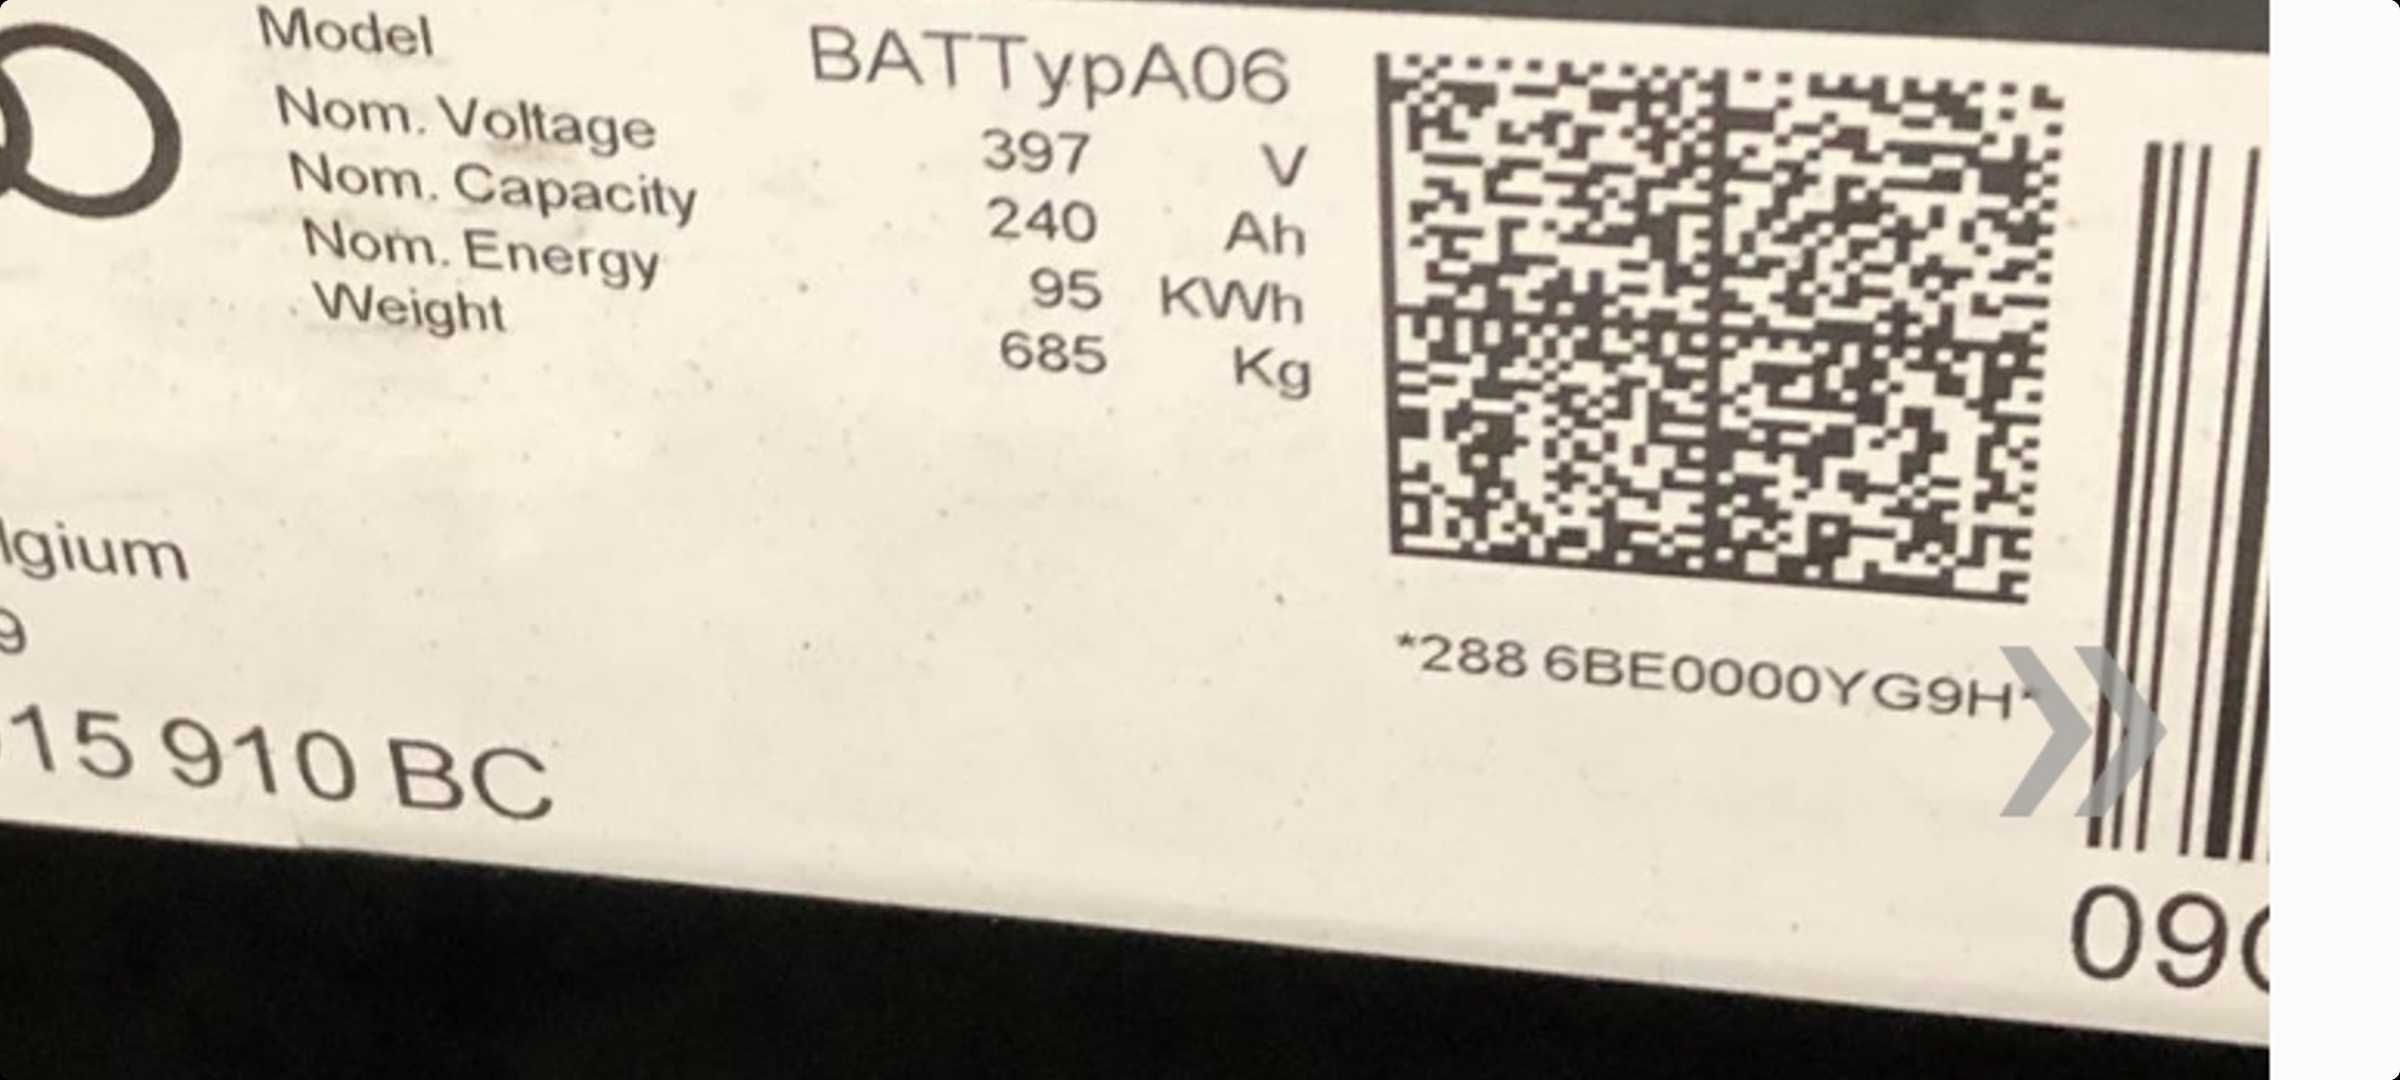 Model BATTypA06
Nom. Voltage 397 V
Nom. Capacity 240 Ah
Nom. Energy 95 KWh
Weight 685 Kg
lgium
9
15 910 BC
*288 6BE0000YG9H*
09